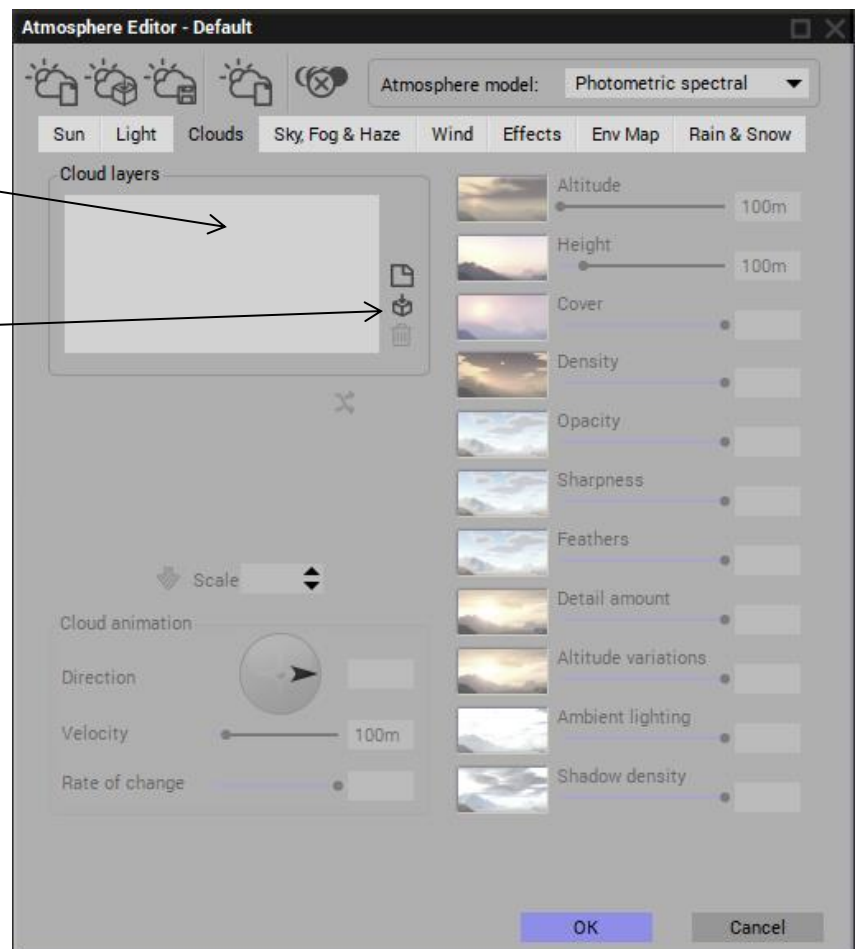 Atmosphere Editor - Default
Atmosphere model: Photometric spectral
Sun Light Clouds Sky, Fog & Haze Wind Effects Env Map Rain & Snow
Cloud layers
Altitude
100m
Height
100m
Cover
Density
Opacity
Sharpness
Feathers
Detail amount
Altitude variations
Ambient lighting
Shadow density
Scale
Cloud animation
Direction
Velocity 100m
Rate of change
OK Cancel